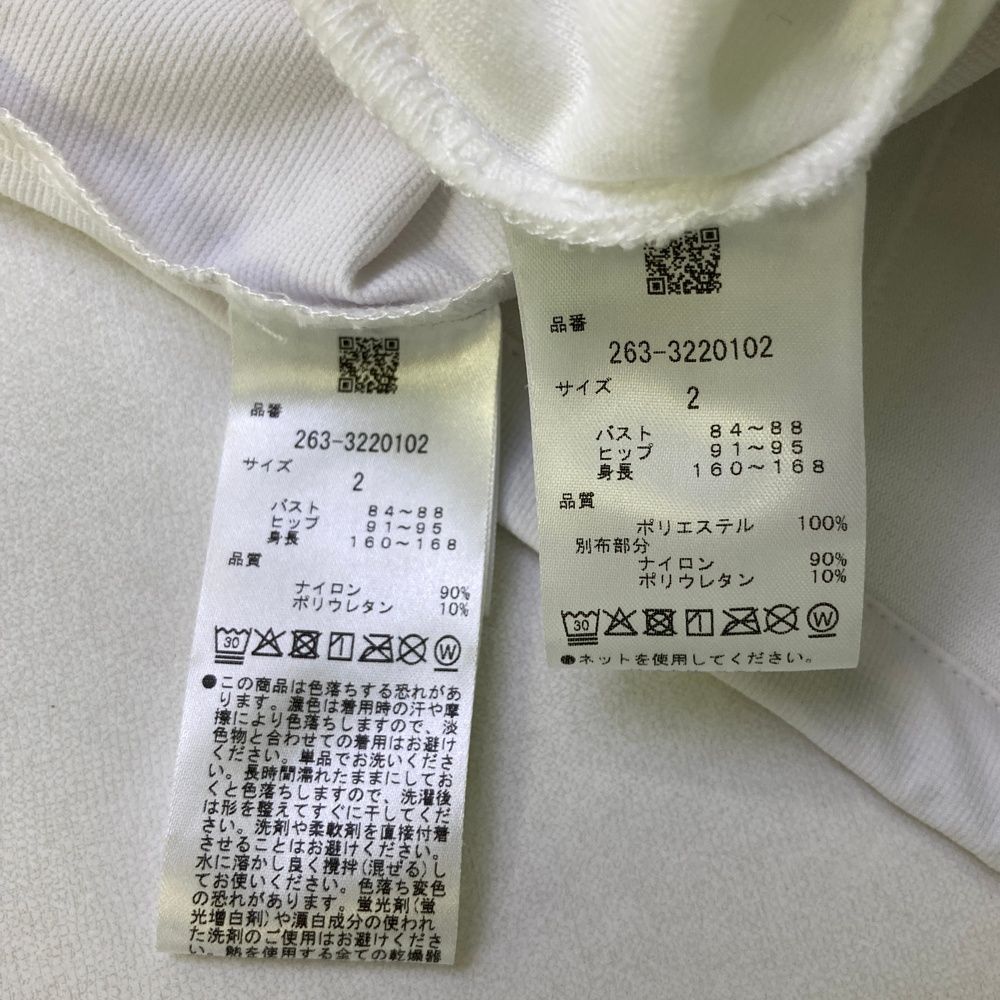 品番
263-3220102
サイズ
2
バスト 84～88
ヒップ 91～95
身長 160～168
品質
ナイロン 90%
ポリウレタン 10%
30 W
●この商品は色落ちする恐れがあ
ります。濃色は着用時の汗や摩
擦により色落ちしますので、淡
色物と合わせての着用はお避け
ください。単品でお洗いくださ
い。長時間濡れたままにしてお
くと色落ちしますので、洗濯後
は形を整えてすぐに干してくだ
さい。洗剤や柔軟剤を直接付着
させることはお避けください。
水に溶かし良く攪拌(混ぜる)し
てお使いください。色落ち変色
の恐れがあります。蛍光剤(蛍
光増白剤)や漂白成分の使われ
た洗剤のご使用はお避けくださ
い。熱を使用する全ての乾燥器
品番
263-3220102
サイズ
2
バスト 84～88
ヒップ 91～95
身長 160～168
品質
ポリエステル 100%
別布部分
ナイロン 90%
ポリウレタン 10%
30 W
●ネットを使用してください。